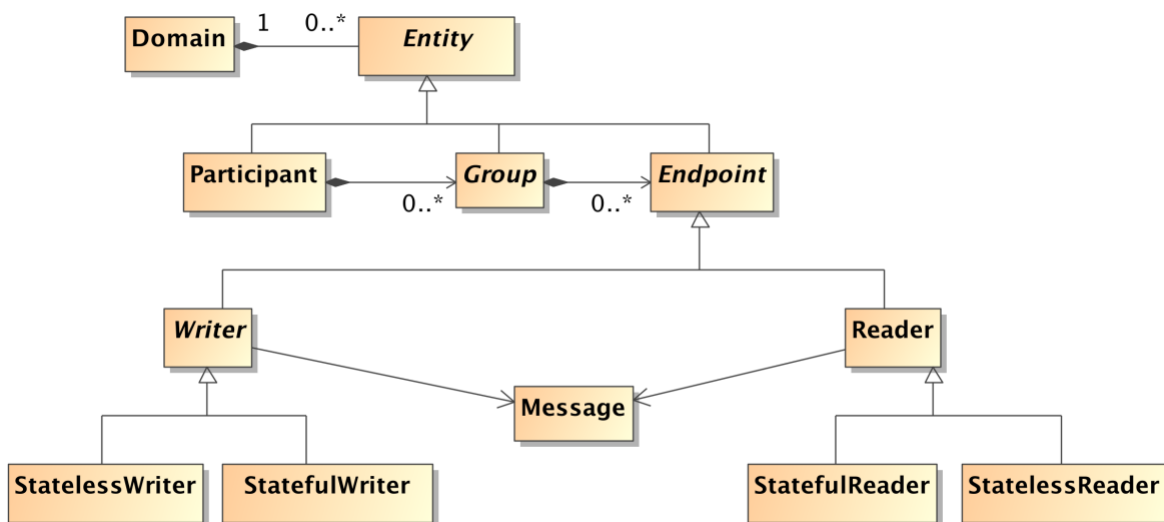 Domain 1 0..* Entity
Participant 0..* Group 0..* Endpoint
Writer Reader
Message
StatelessWriter StatefulWriter StatefulReader StatelessReader